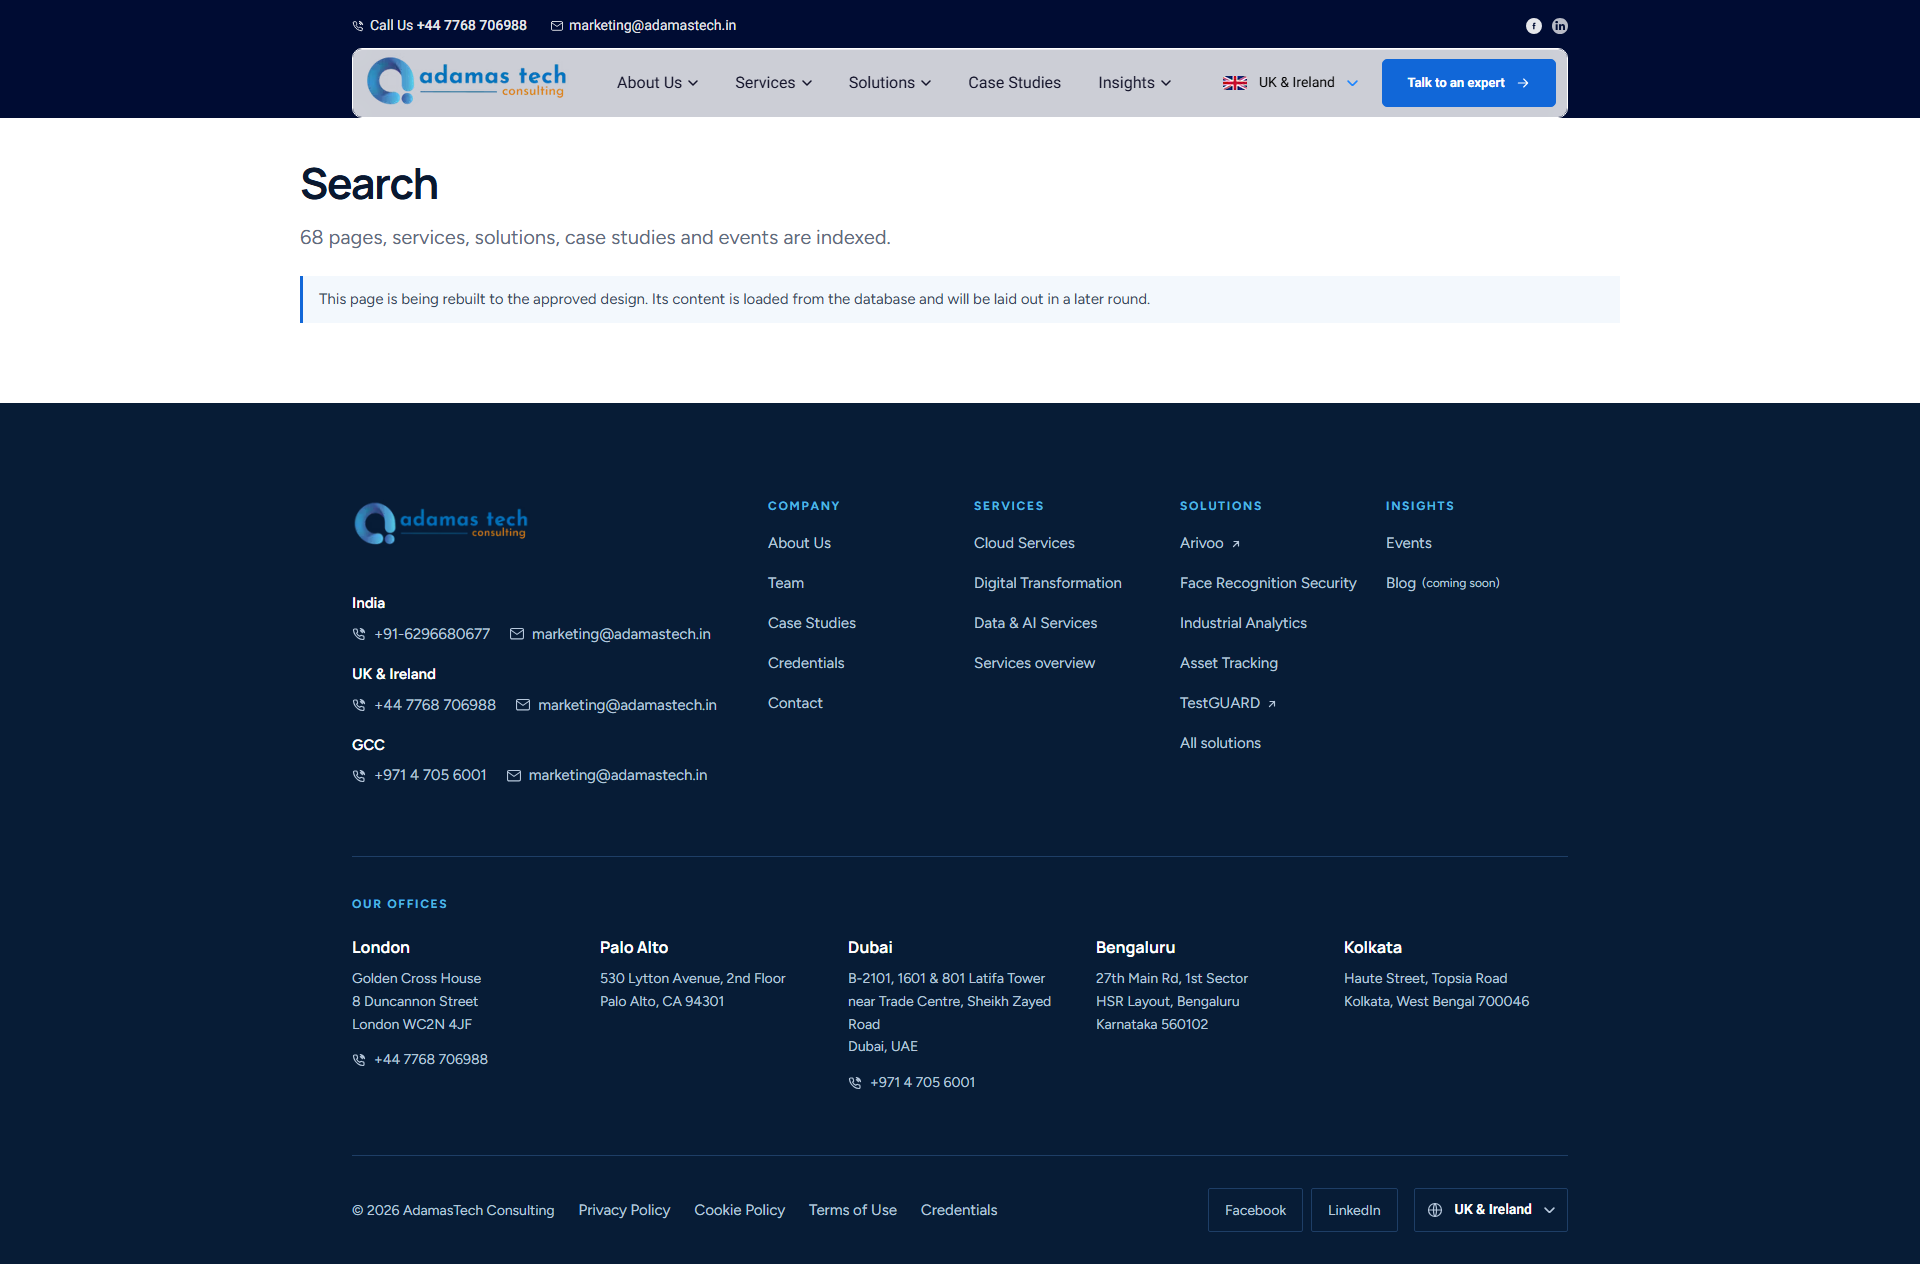 Call Us +44 7768 706988 marketing@adamastech.in
adamas tech
consulting
About Us Services Solutions Case Studies Insights UK & Ireland Talk to an expert
Search
68 pages, services, solutions, case studies and events are indexed.
This page is being rebuilt to the approved design. Its content is loaded from the database and will be laid out in a later round.
adamas tech
consulting
India
+91-6296680677 marketing@adamastech.in
UK & Ireland
+44 7768 706988 marketing@adamastech.in
GCC
+971 4 705 6001 marketing@adamastech.in
COMPANY
About Us
Team
Case Studies
Credentials
Contact
SERVICES
Cloud Services
Digital Transformation
Data & AI Services
Services overview
SOLUTIONS
Arivoo
Face Recognition Security
Industrial Analytics
Asset Tracking
TestGUARD
All solutions
INSIGHTS
Events
Blog (coming soon)
OUR OFFICES
London
Golden Cross House
8 Duncannon Street
London WC2N 4JF
+44 7768 706988
Palo Alto
530 Lytton Avenue, 2nd Floor
Palo Alto, CA 94301
Dubai
B-2101, 1601 & 801 Latifa Tower
near Trade Centre, Sheikh Zayed
Road
Dubai, UAE
+971 4 705 6001
Bengaluru
27th Main Rd, 1st Sector
HSR Layout, Bengaluru
Karnataka 560102
Kolkata
Haute Street, Topsia Road
Kolkata, West Bengal 700046
© 2026 AdamasTech Consulting Privacy Policy Cookie Policy Terms of Use Credentials Facebook LinkedIn UK & Ireland